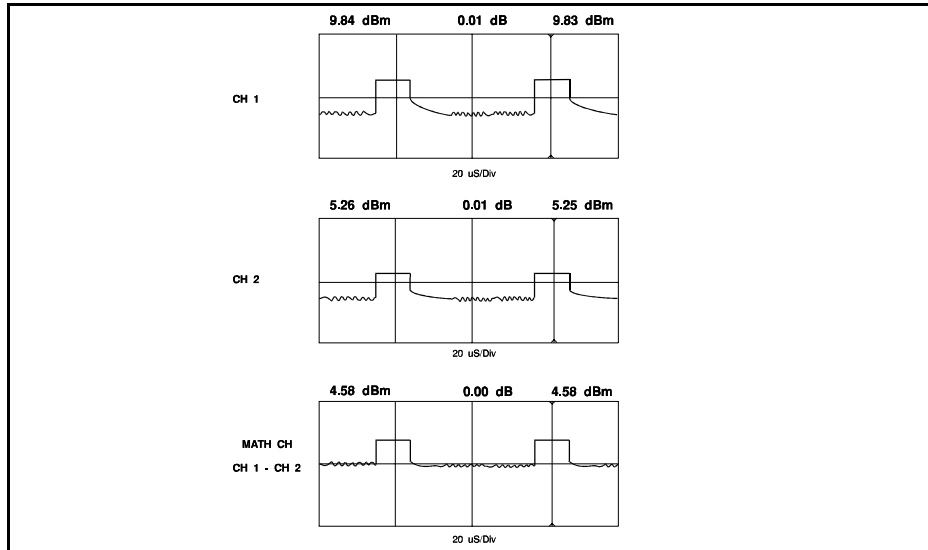 9.84 dBm 0.01 dB 9.83 dBm
CH 1
20 uS/Div
5.26 dBm 0.01 dB 5.25 dBm
CH 2
20 uS/Div
4.58 dBm 0.00 dB 4.58 dBm
MATH CH
CH 1 - CH 2
20 uS/Div